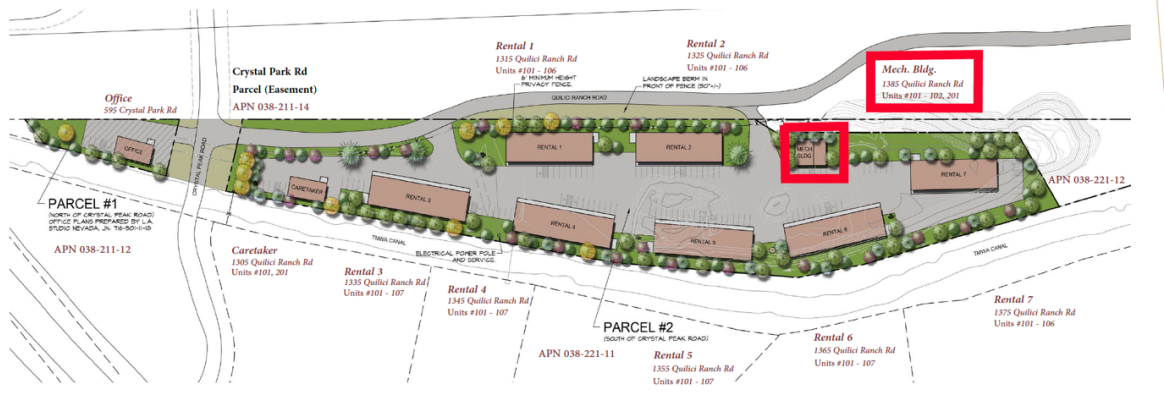 Rental 1
1315 Quilici Ranch Rd
Units #101 - 106
Rental 2
1325 Quilici Ranch Rd
Units #101 - 106
Mech. Bldg.
1385 Quilici Ranch Rd
Units #101 - 102, 201
Crystal Park Rd
Parcel (Easement)
APN 038-211-14
Office
595 Crystal Park Rd
6' MINIMUM HEIGHT
PRIVACY FENCE.
LANDSCAPE BERM IN
FRONT OF FENCE (30"+/-)
QUILICI RANCH ROAD
OFFICE
CRYSTAL PEAK ROAD
RENTAL 1
RENTAL 2
MECH
BLDG.
RENTAL 7
CARETAKER
RENTAL 3
RENTAL 4
RENTAL 5
RENTAL 6
APN 038-221-12
PARCEL #1
(NORTH OF CRYSTAL PEAK ROAD)
OFFICE PLANS PREPARED BY L.A.
APN 038-211-12
TMWA CANAL
ELECTRICAL POWER POLE
AND SERVICE.
TMWA CANAL
Caretaker
1305 Quilici Ranch Rd
Units #101, 201
Rental 3
1335 Quilici Ranch Rd
Units #101 - 107
Rental 4
1345 Quilici Ranch Rd
Units #101 - 107
Rental 7
1375 Quilici Ranch Rd
Units #101 - 106
PARCEL #2
(SOUTH OF CRYSTAL PEAK ROAD)
APN 038-221-11
Rental 5
1355 Quilici Ranch Rd
Units #101 - 107
Rental 6
1365 Quilici Ranch Rd
Units #101 - 107